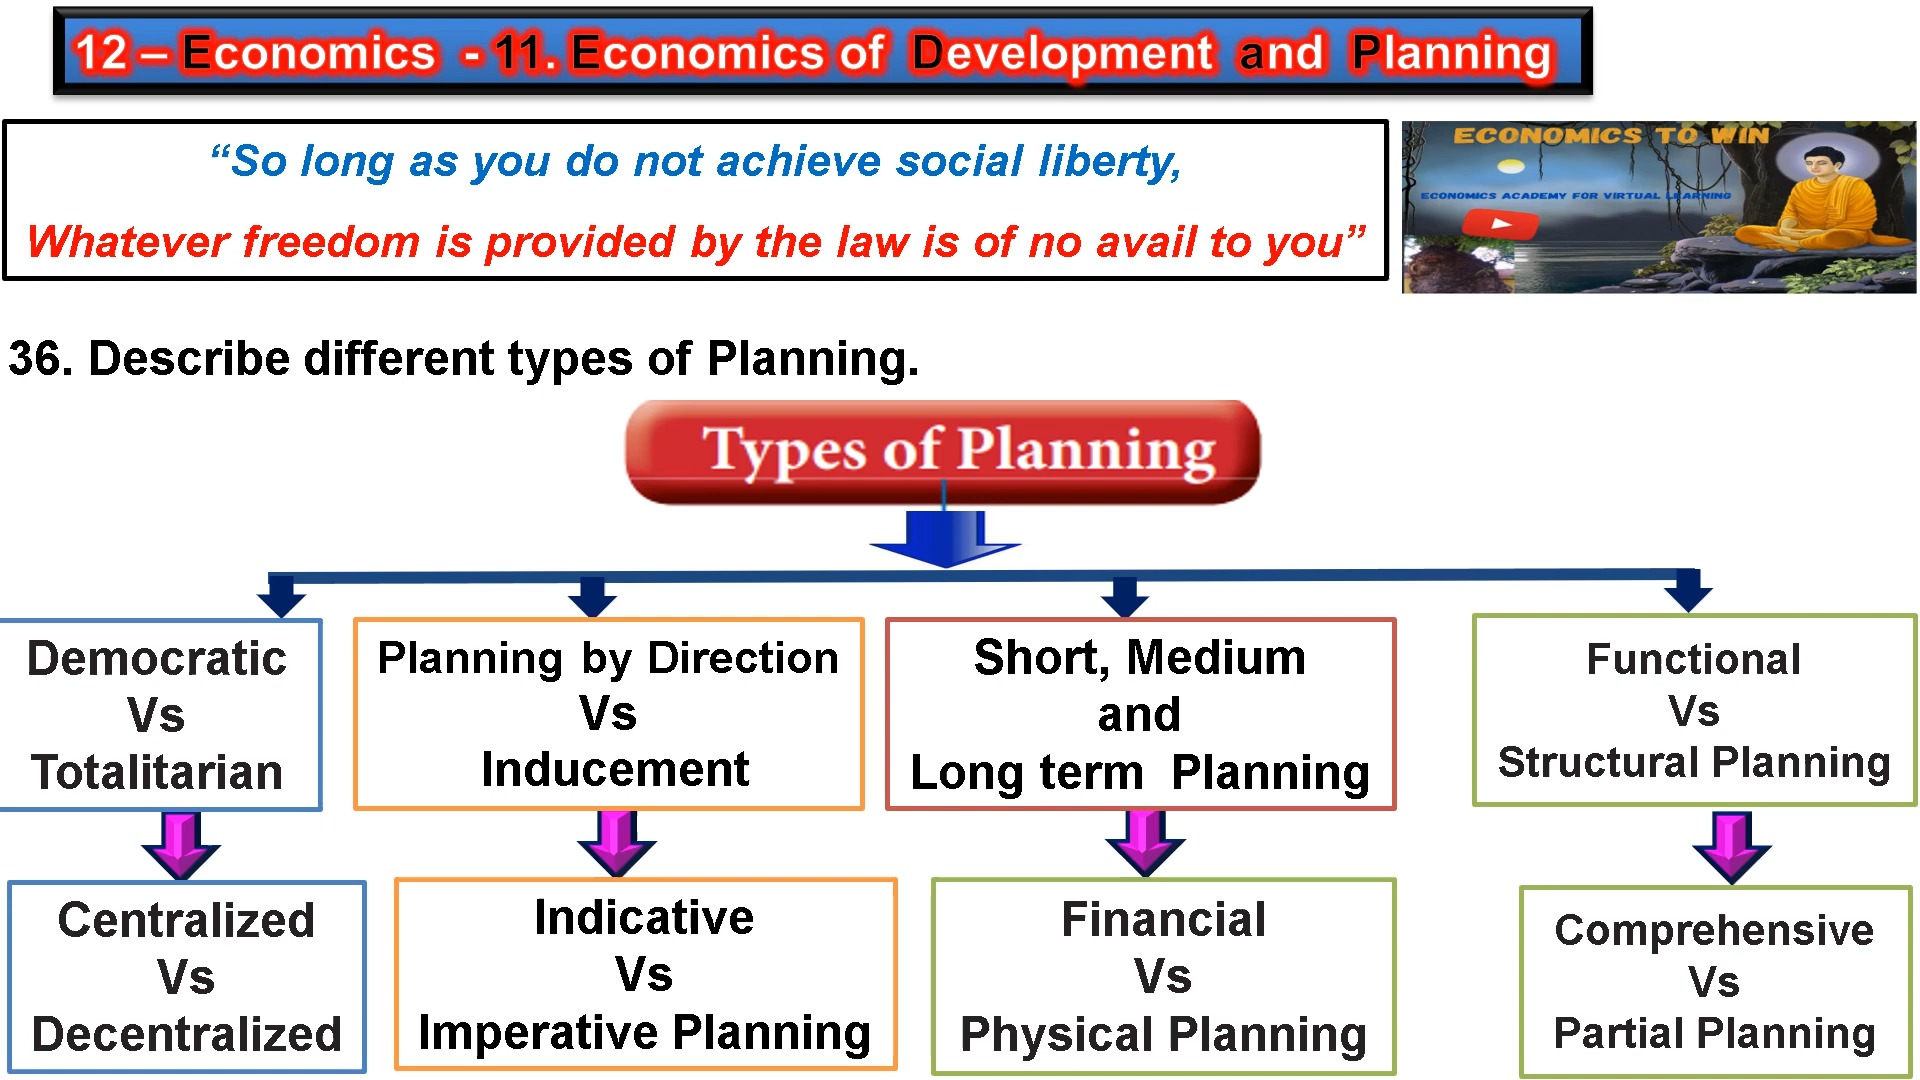 12 – Economics - 11. Economics of Development and Planning
“So long as you do not achieve social liberty,
Whatever freedom is provided by the law is of no avail to you”
ECONOMICS TO WIN
ECONOMICS ACADEMY FOR VIRTUAL LEARNING
36. Describe different types of Planning.
Types of Planning
Democratic
Vs
Totalitarian
Planning by Direction
Vs
Inducement
Short, Medium
and
Long term Planning
Functional
Vs
Structural Planning
Centralized
Vs
Decentralized
Indicative
Vs
Imperative Planning
Financial
Vs
Physical Planning
Comprehensive
Vs
Partial Planning